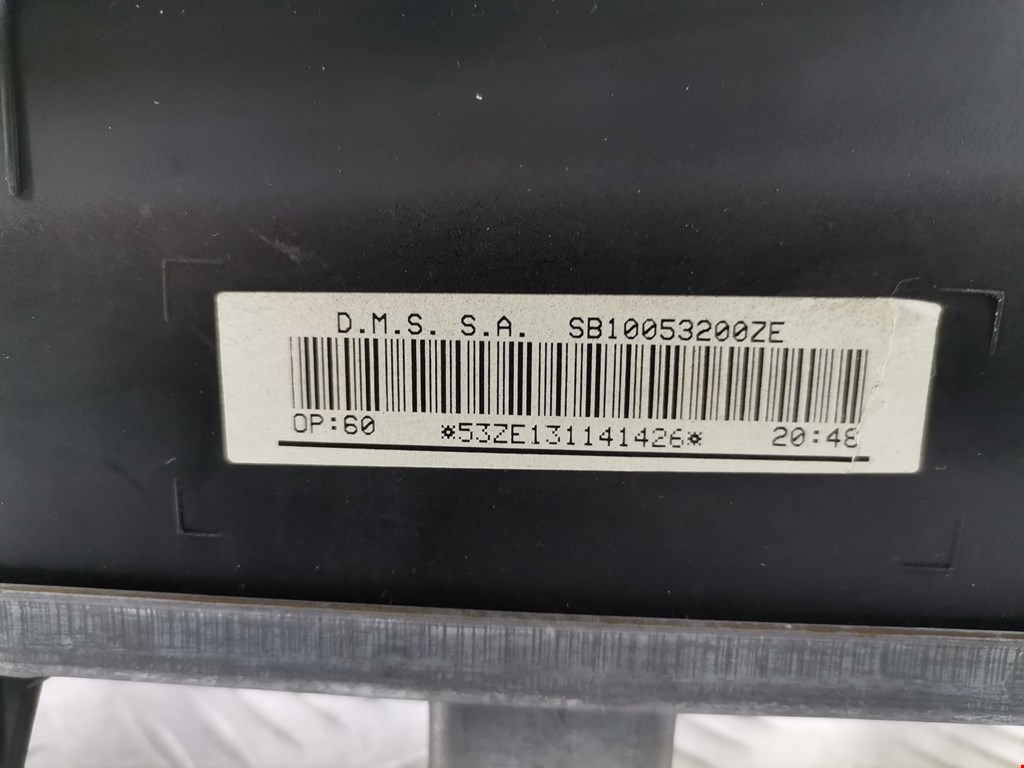 D.M.S. S.A. SB10053200ZE
OP:60 *53ZE131141426* 20:48